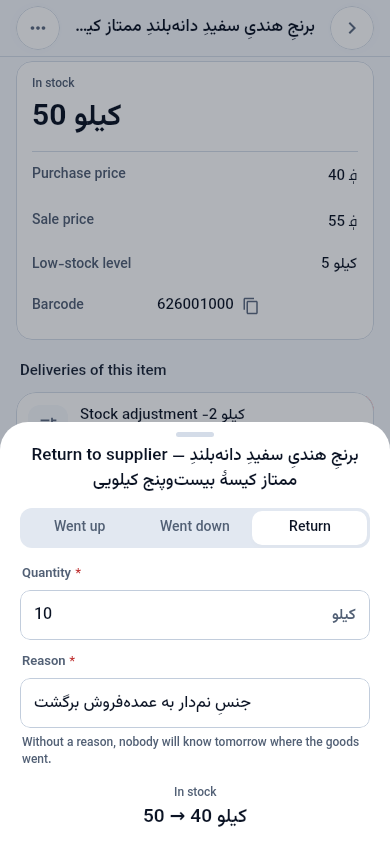 برنجِ هندیِ سفیدِ دانه‌بلندِ ممتاز کی...
In stock
50 کیلو
Purchase price
40 ؋
Sale price
55 ؋
Low-stock level
5 کیلو
Barcode
626001000
Deliveries of this item
Stock adjustment -2 کیلو
Return to supplier — برنجِ هندیِ سفیدِ دانه‌بلندِ
ممتاز کیسهٔ بیست‌وپنج کیلویی
Went up
Went down
Return
Quantity *
10 کیلو
Reason *
جنسِ نم‌دار به عمده‌فروش برگشت
Without a reason, nobody will know tomorrow where the goods
went.
In stock
50 → 40 کیلو